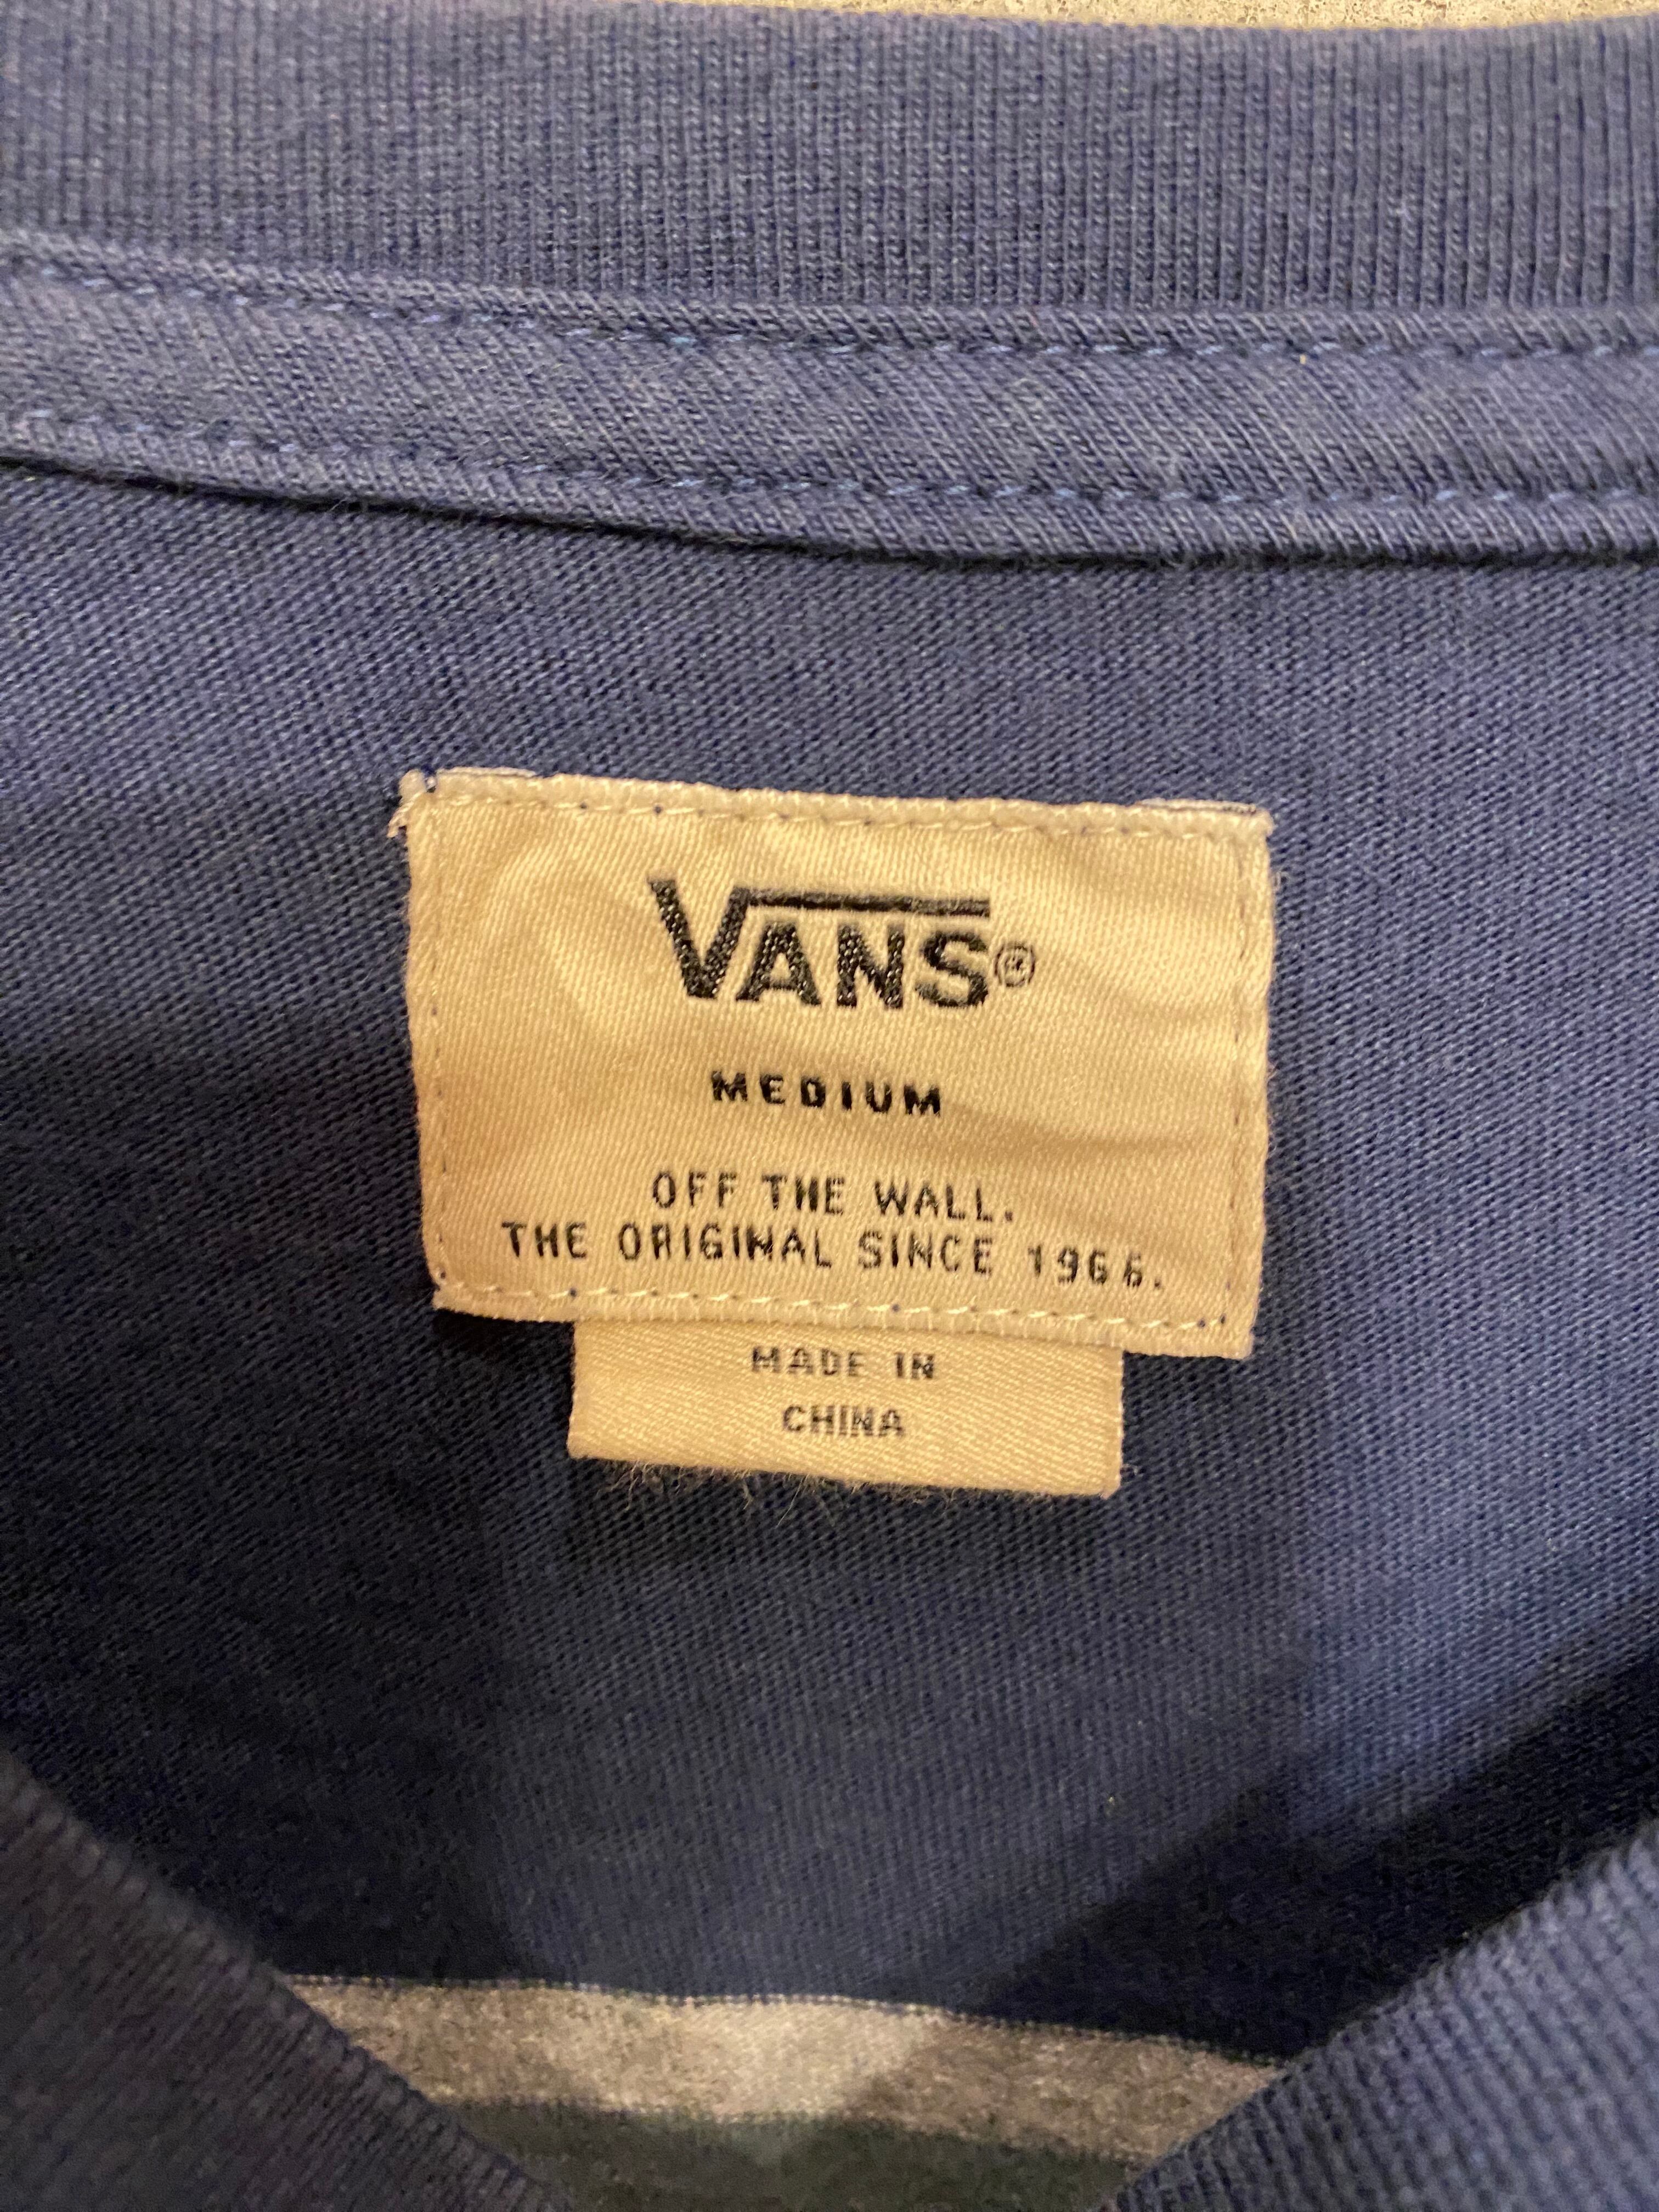 VANS®
MEDIUM
OFF THE WALL.
THE ORIGINAL SINCE 1966.
MADE IN
CHINA